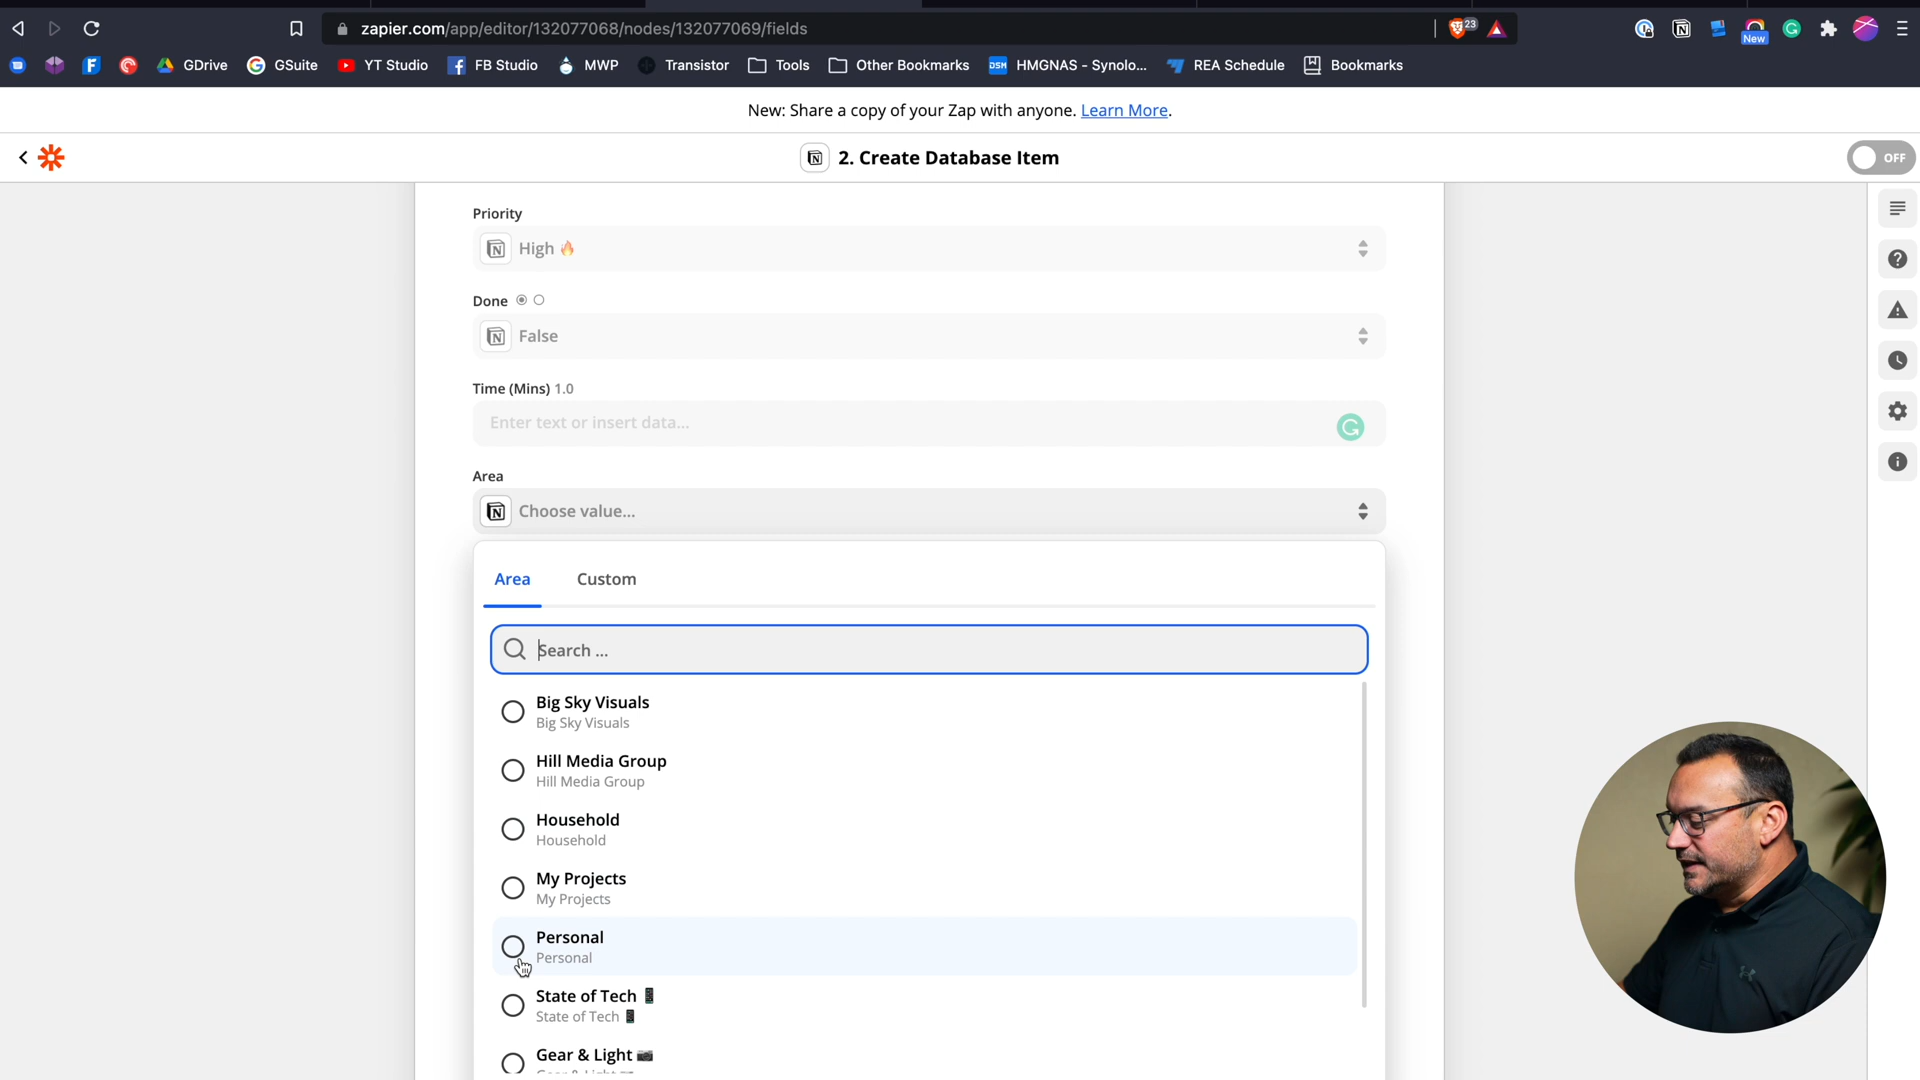 zapier.com/app/editor/132077068/nodes/132077069/fields
23
New
GDrive
GSuite
YT Studio
FB Studio
MWP
Transistor
Tools
Other Bookmarks
DSM
HMGNAS - Synolo...
REA Schedule
Bookmarks
New: Share a copy of your Zap with anyone. Learn More.
2. Create Database Item
OFF
Priority
High 🔥
Done
False
Time (Mins) 1.0
Enter text or insert data...
Area
Choose value...
Area
Custom
Search ...
Big Sky Visuals
Big Sky Visuals
Hill Media Group
Hill Media Group
Household
Household
My Projects
My Projects
Personal
Personal
State of Tech 📱
State of Tech 📱
Gear & Light 📷